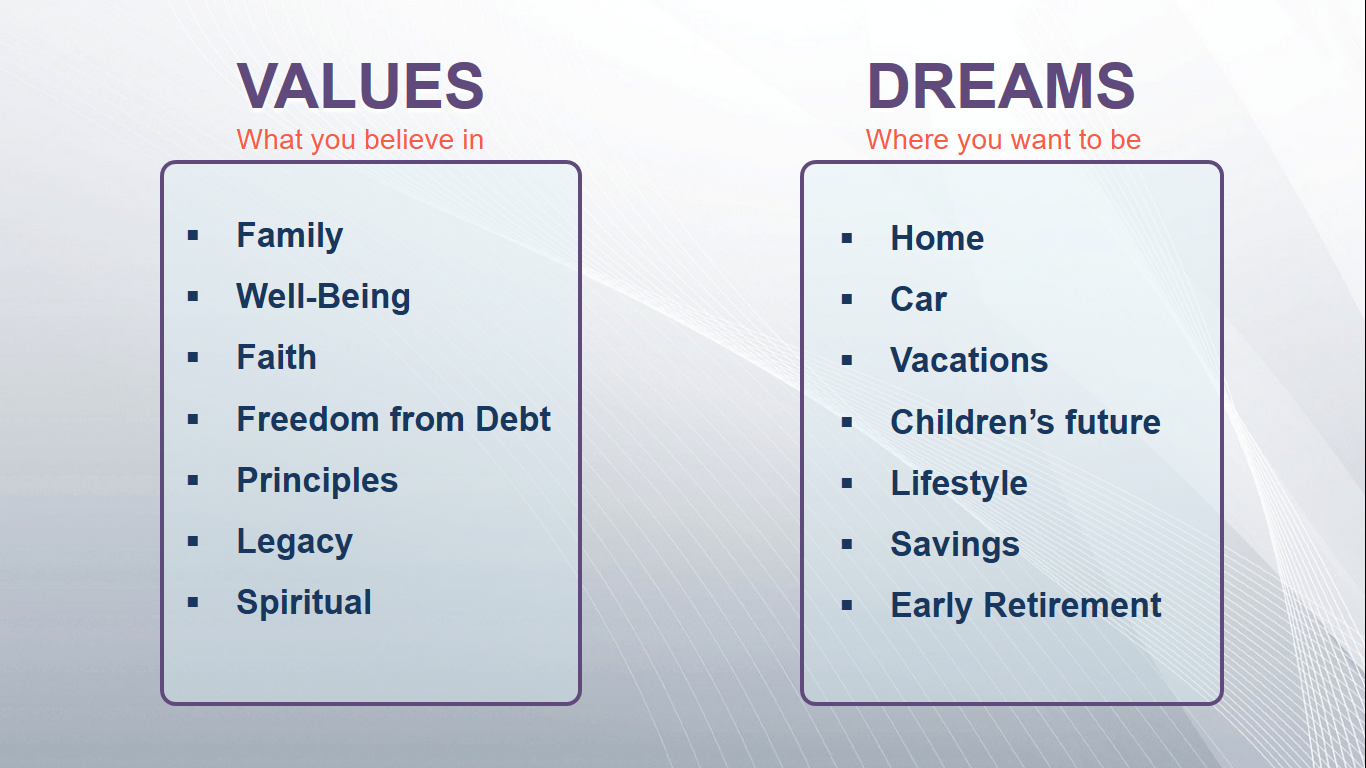 VALUES
What you believe in
▪ Family
▪ Well-Being
▪ Faith
▪ Freedom from Debt
▪ Principles
▪ Legacy
▪ Spiritual
DREAMS
Where you want to be
▪ Home
▪ Car
▪ Vacations
▪ Children’s future
▪ Lifestyle
▪ Savings
▪ Early Retirement